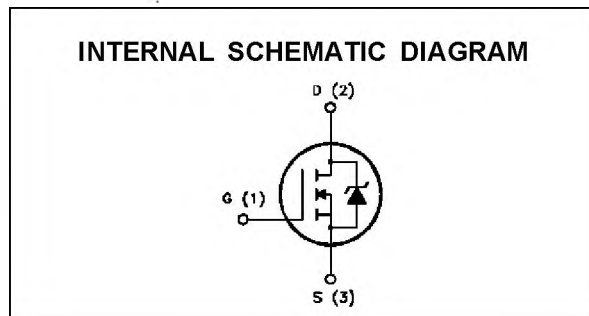 INTERNAL SCHEMATIC DIAGRAM
D (2)
G (1)
S (3)